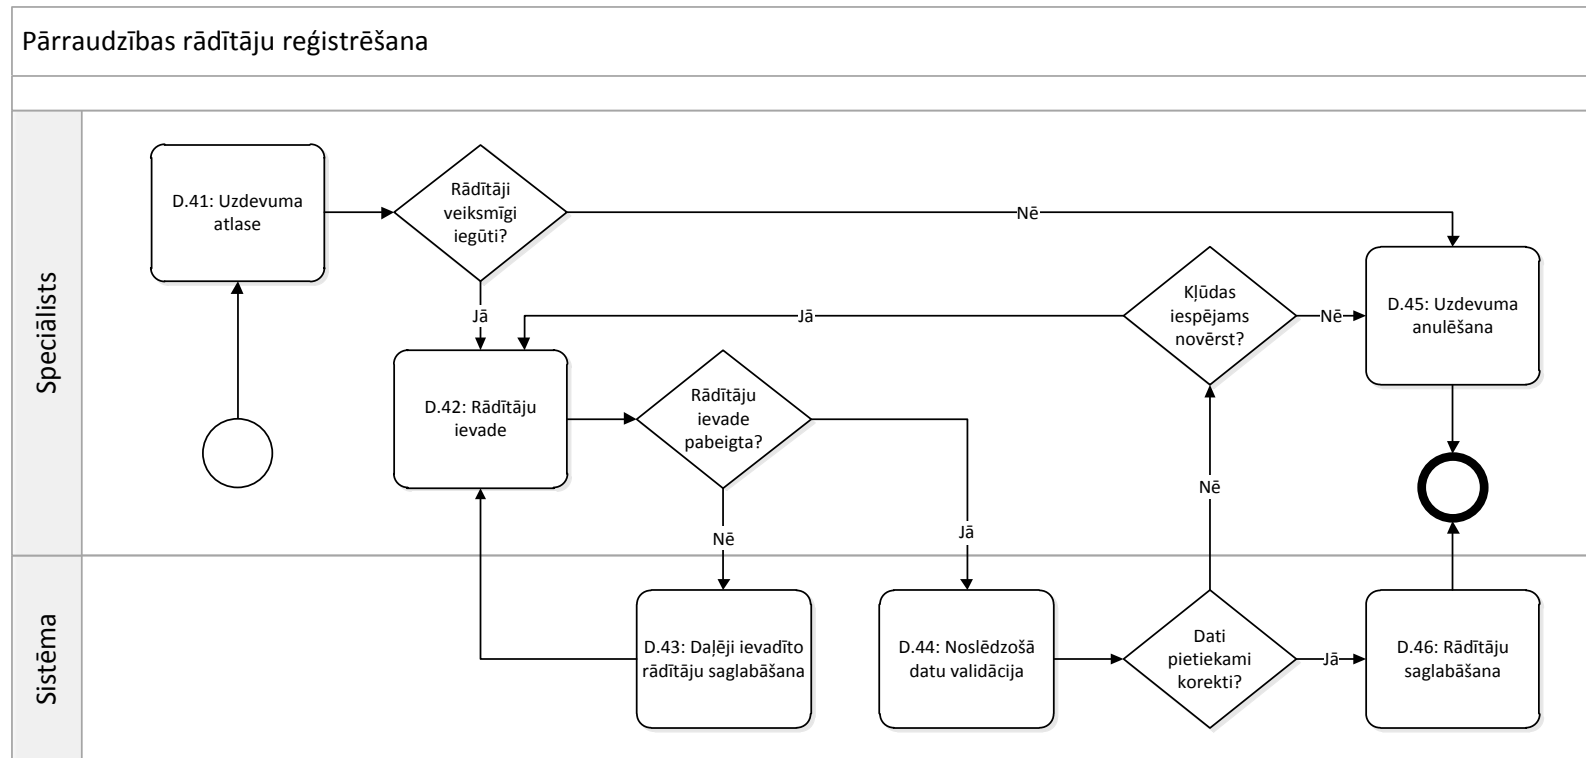 Pārraudzības rādītāju reģistrēšana
Speciālists
D.41: Uzdevuma
atlase
Rādītāji
veiksmīgi
iegūti?
Nē
Jā
Kļūdas
iespējams
novērst?
Jā
Nē
D.45: Uzdevuma
anulēšana
D.42: Rādītāju
ievade
Rādītāju
ievade
pabeigta?
Nē
Jā
Nē
Sistēma
D.43: Daļēji ievadīto
rādītāju saglabāšana
D.44: Noslēdzošā
datu validācija
Dati
pietiekami
korekti?
Jā
D.46: Rādītāju
saglabāšana